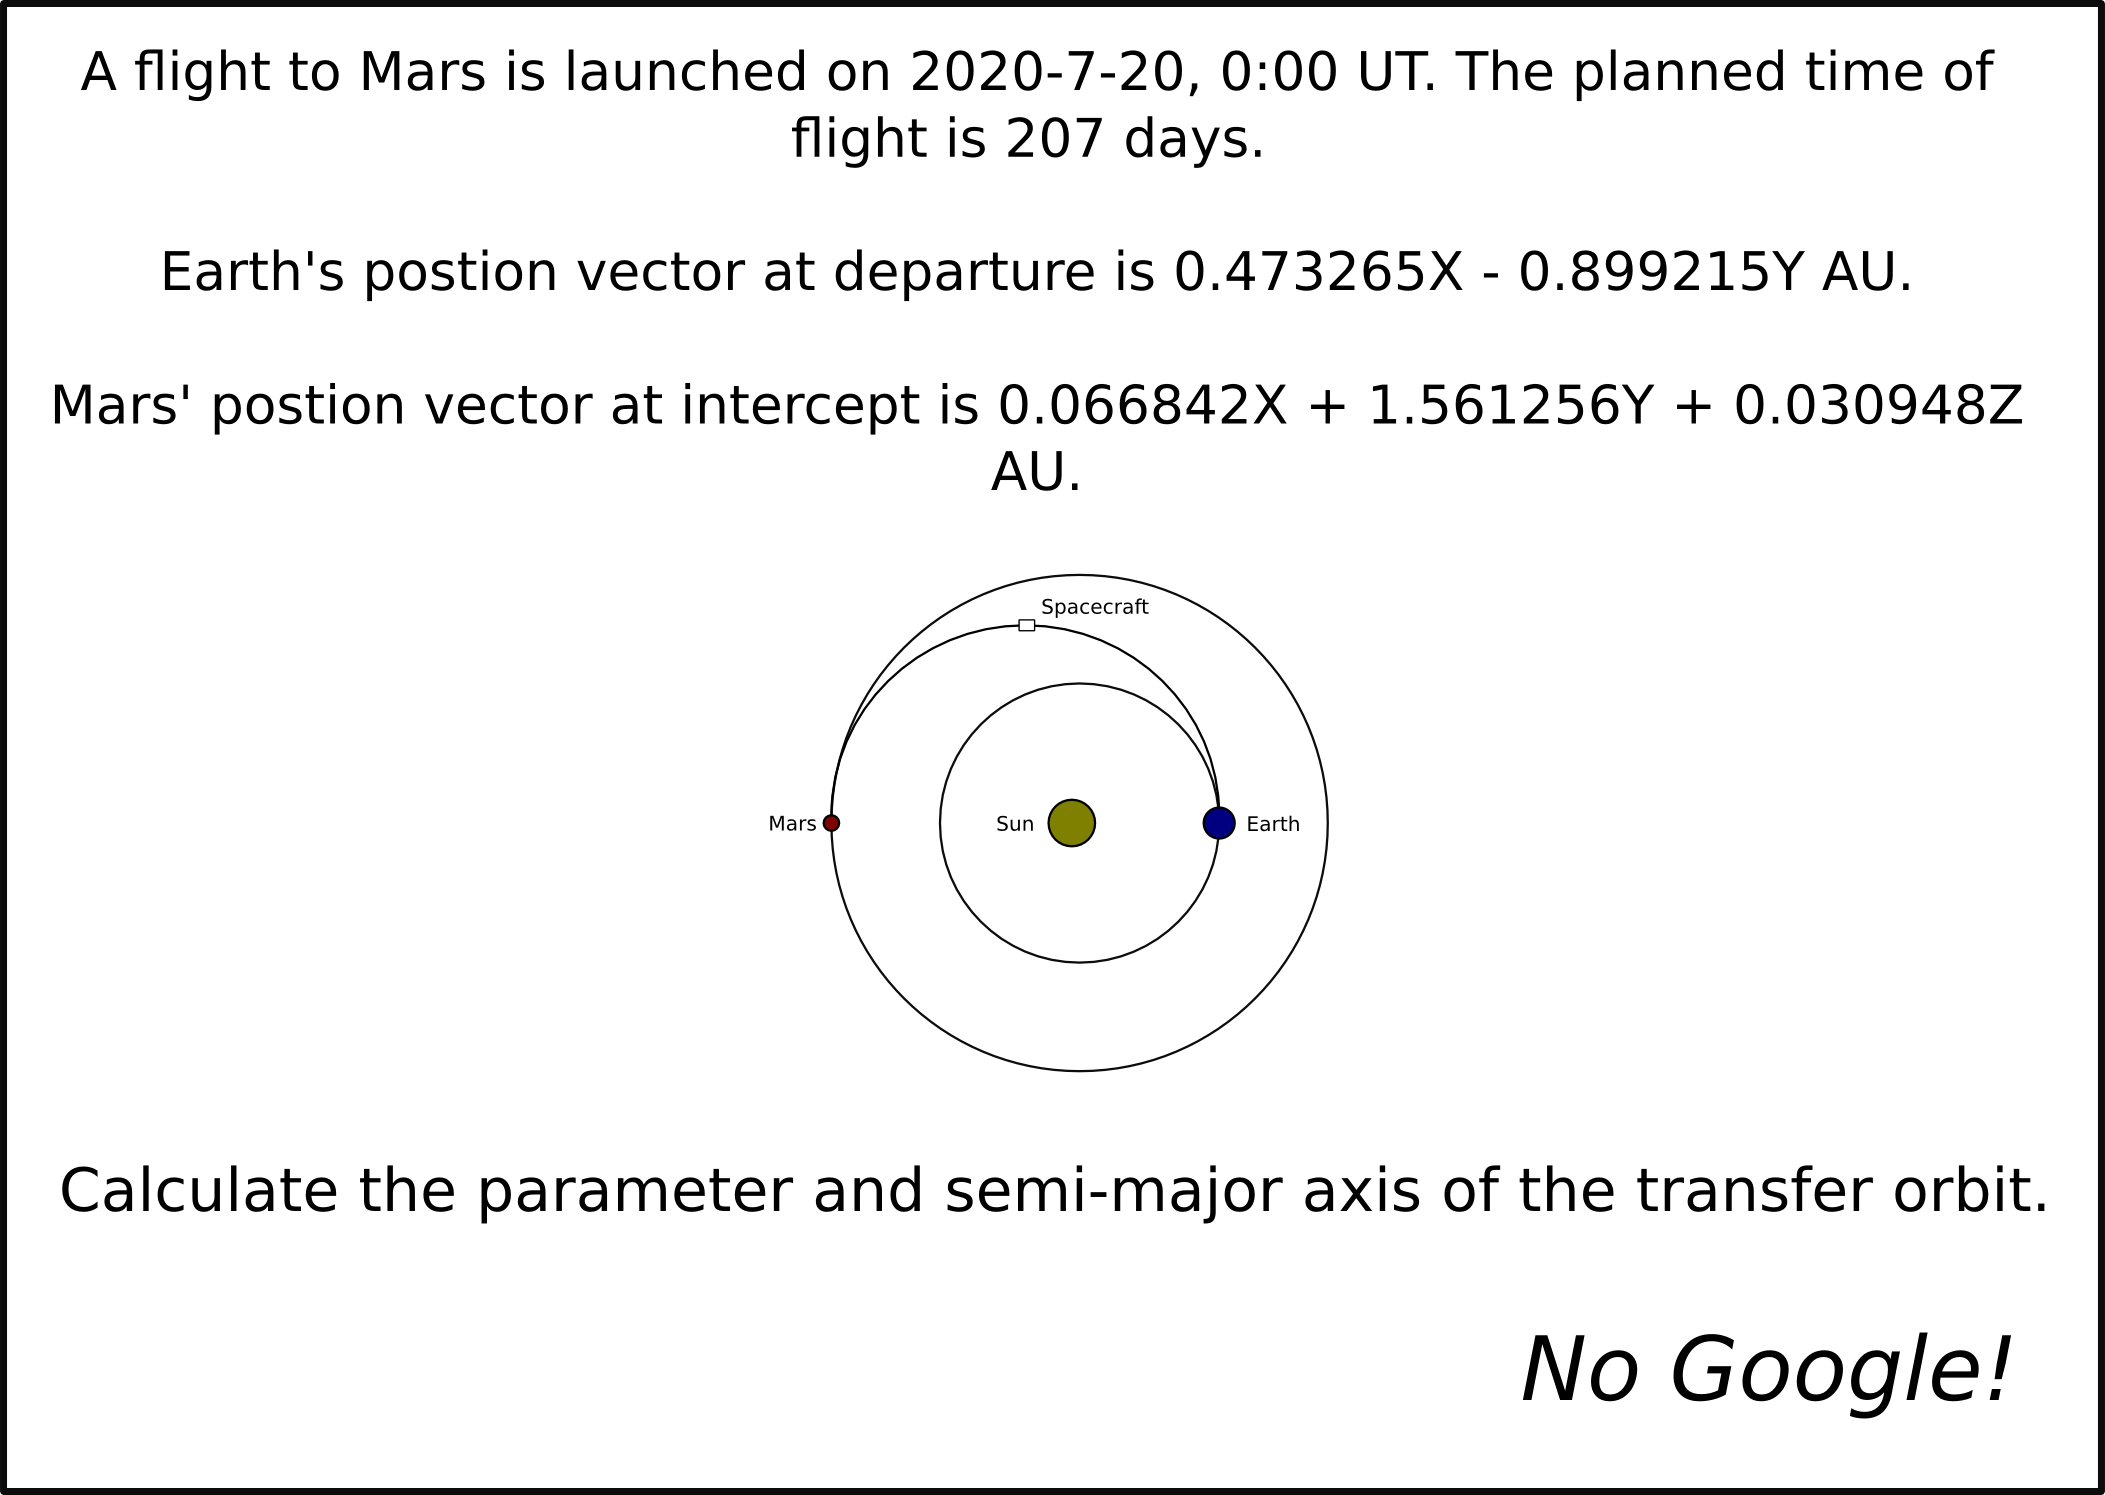 A flight to Mars is launched on 2020-7-20, 0:00 UT. The planned time of
flight is 207 days.
Earth's postion vector at departure is 0.473265X - 0.899215Y AU.
Mars' postion vector at intercept is 0.066842X + 1.561256Y + 0.030948Z
AU.
Spacecraft
Mars
Sun
Earth
Calculate the parameter and semi-major axis of the transfer orbit.
No Google!